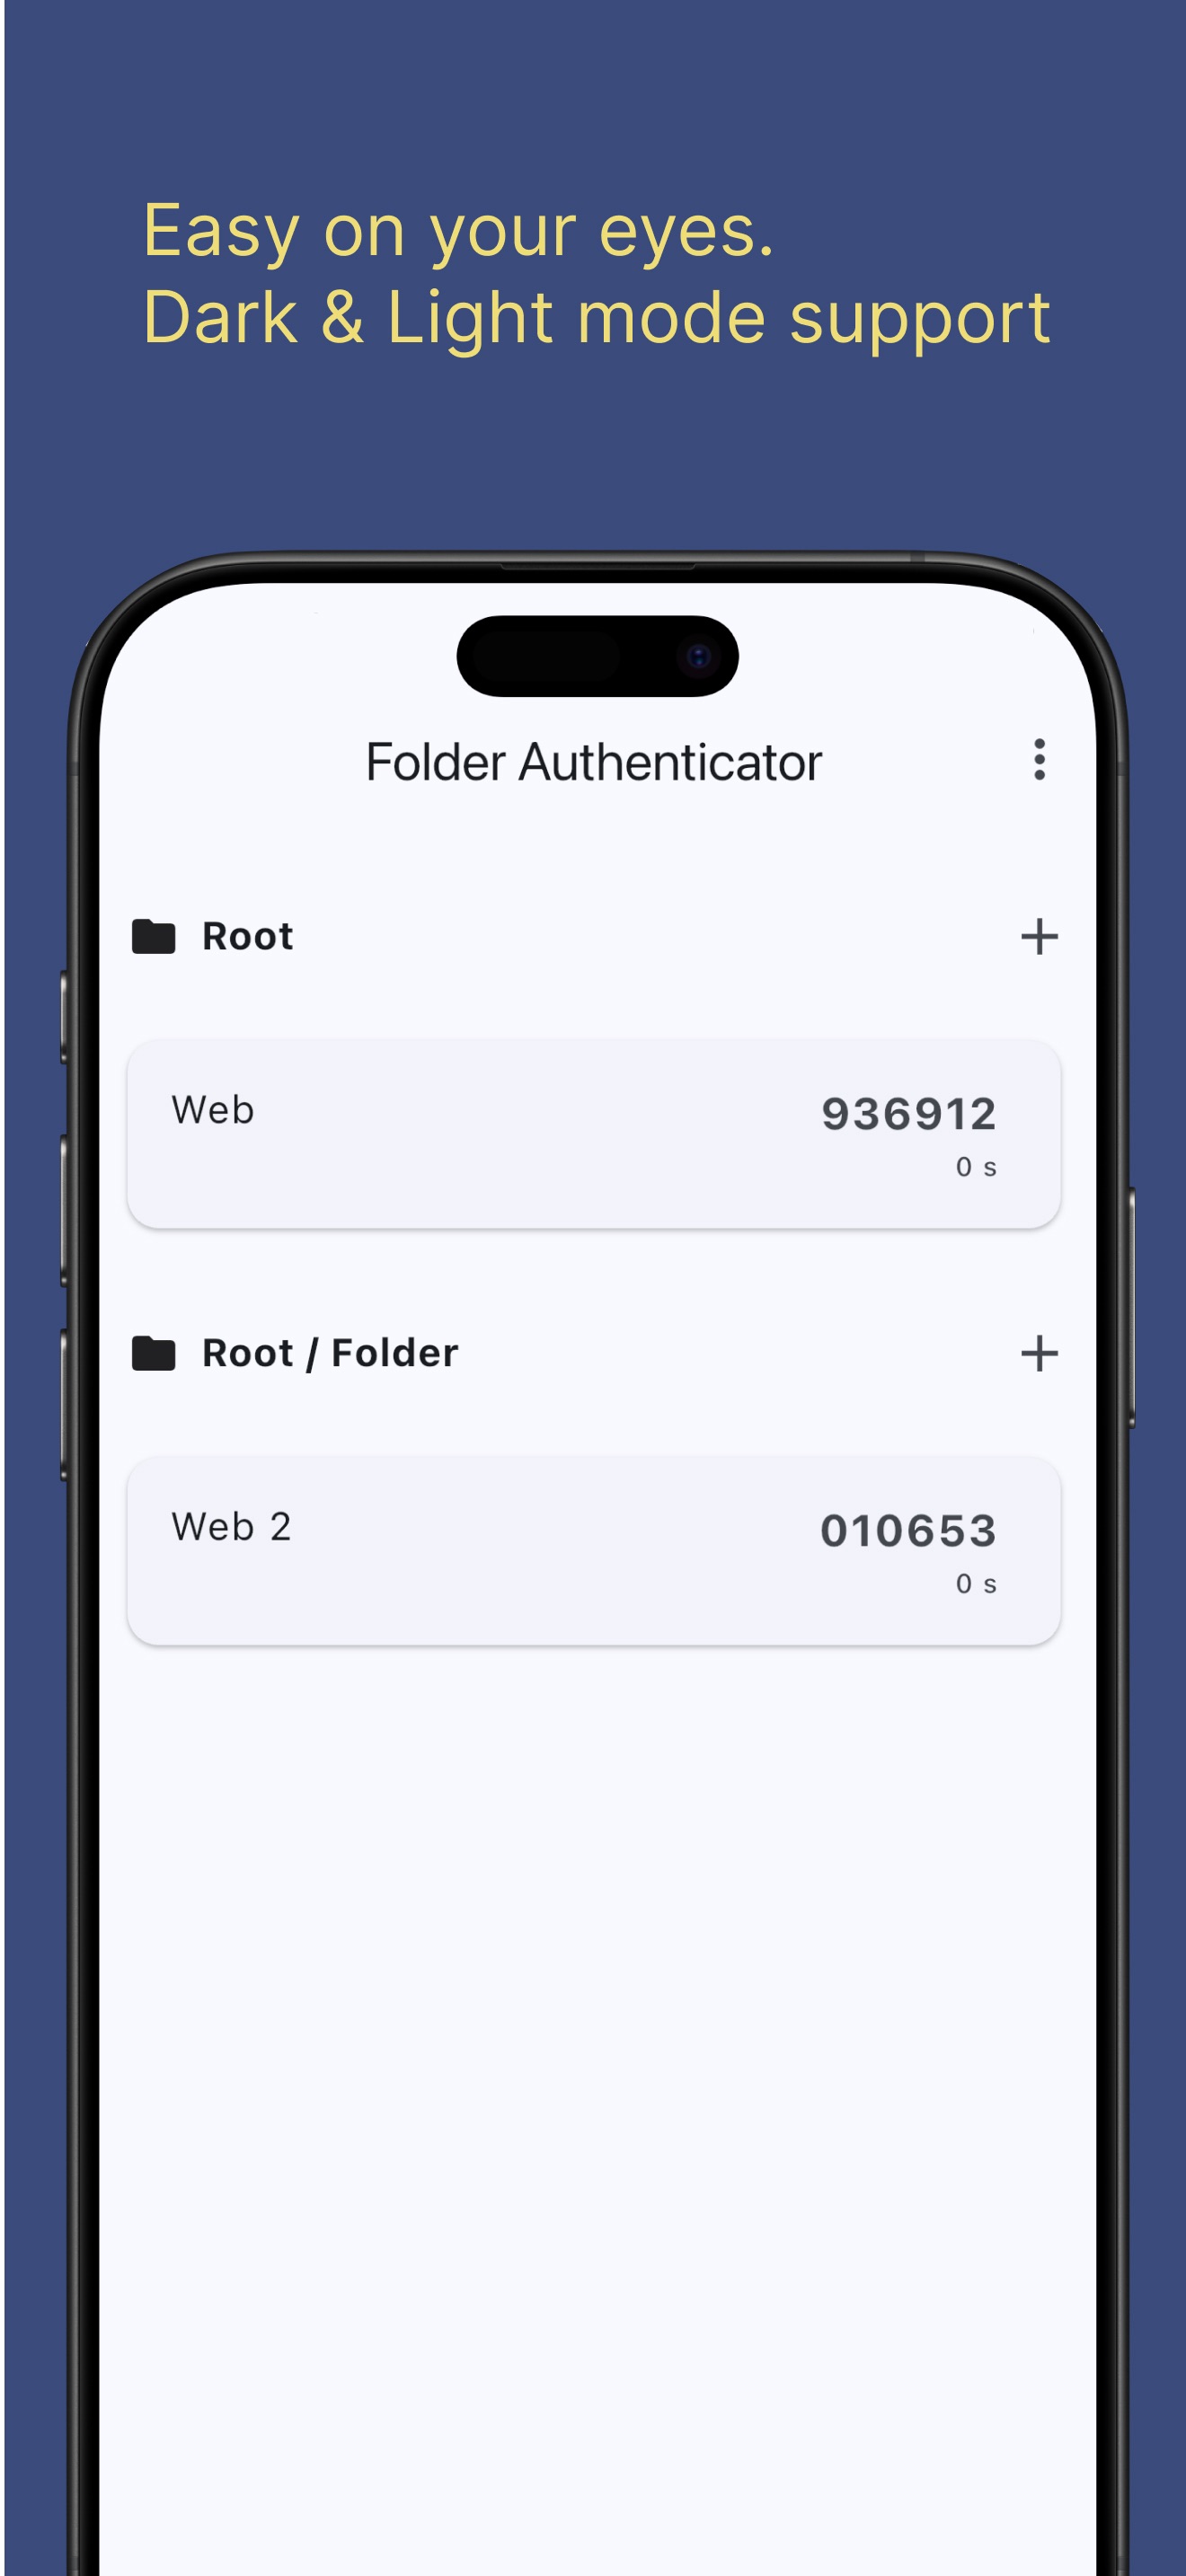 Easy on your eyes.
Dark & Light mode support
Folder Authenticator
Root
Web
936912
0 s
Root / Folder
Web 2
010653
0 s